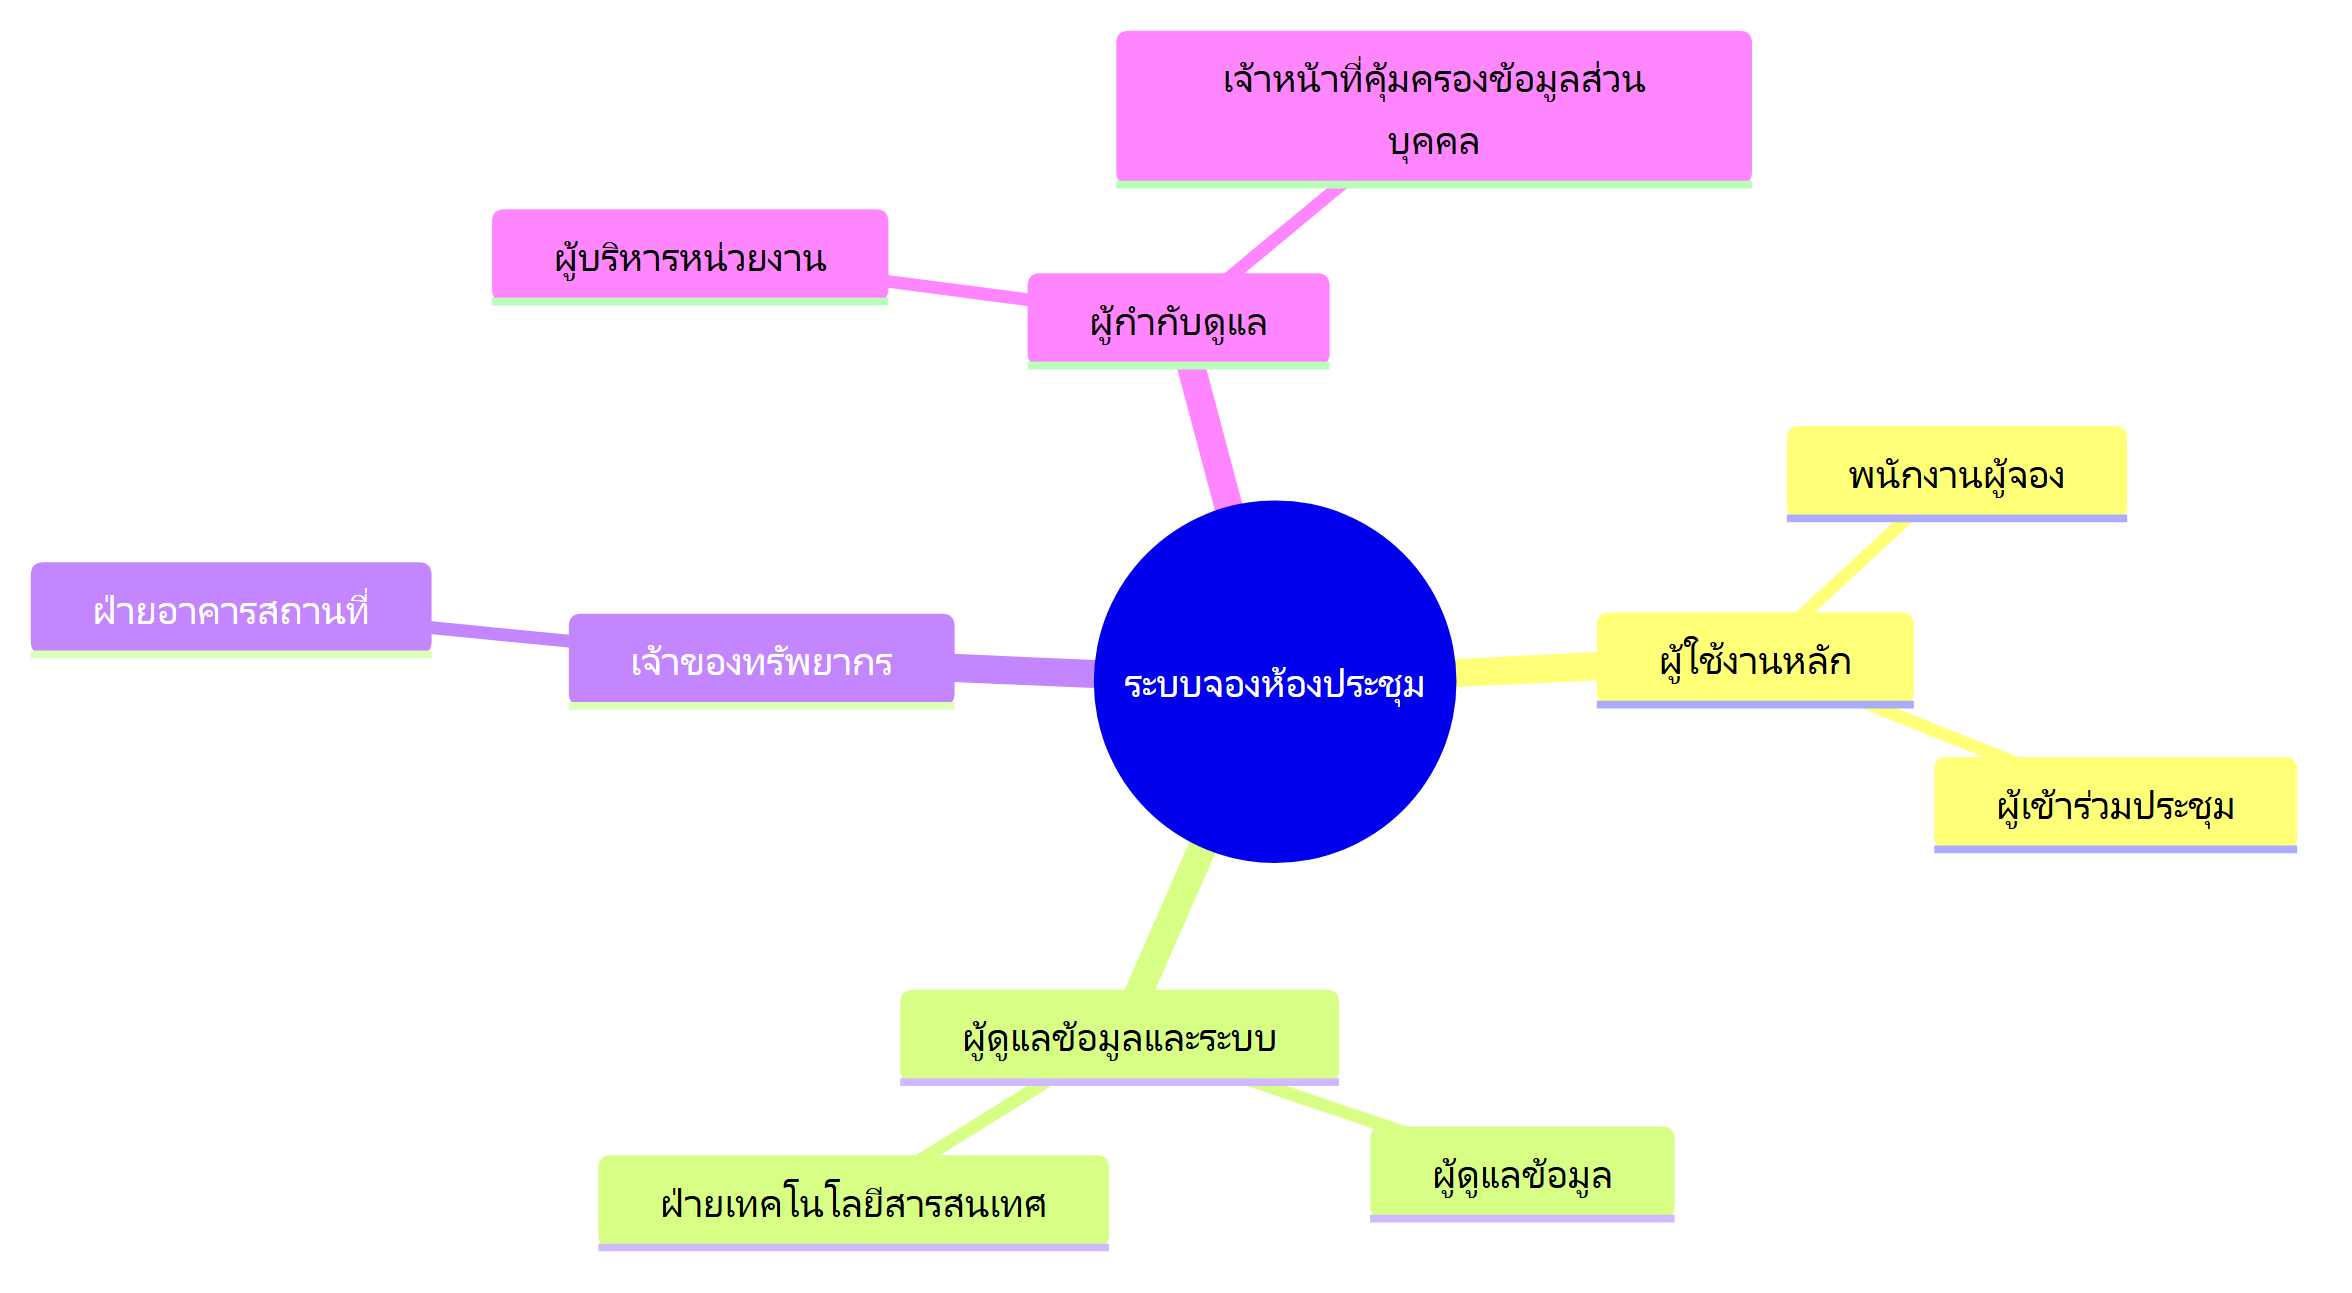 เจ้าหน้าที่คุ้มครองข้อมูลส่วน
บุคคล
ผู้บริหารหน่วยงาน
ผู้กำกับดูแล
พนักงานผู้จอง
ฝ่ายอาคารสถานที่
เจ้าของทรัพยากร
ระบบจองห้องประชุม
ผู้ใช้งานหลัก
ผู้เข้าร่วมประชุม
ผู้ดูแลข้อมูลและระบบ
ฝ่ายเทคโนโลยีสารสนเทศ
ผู้ดูแลข้อมูล